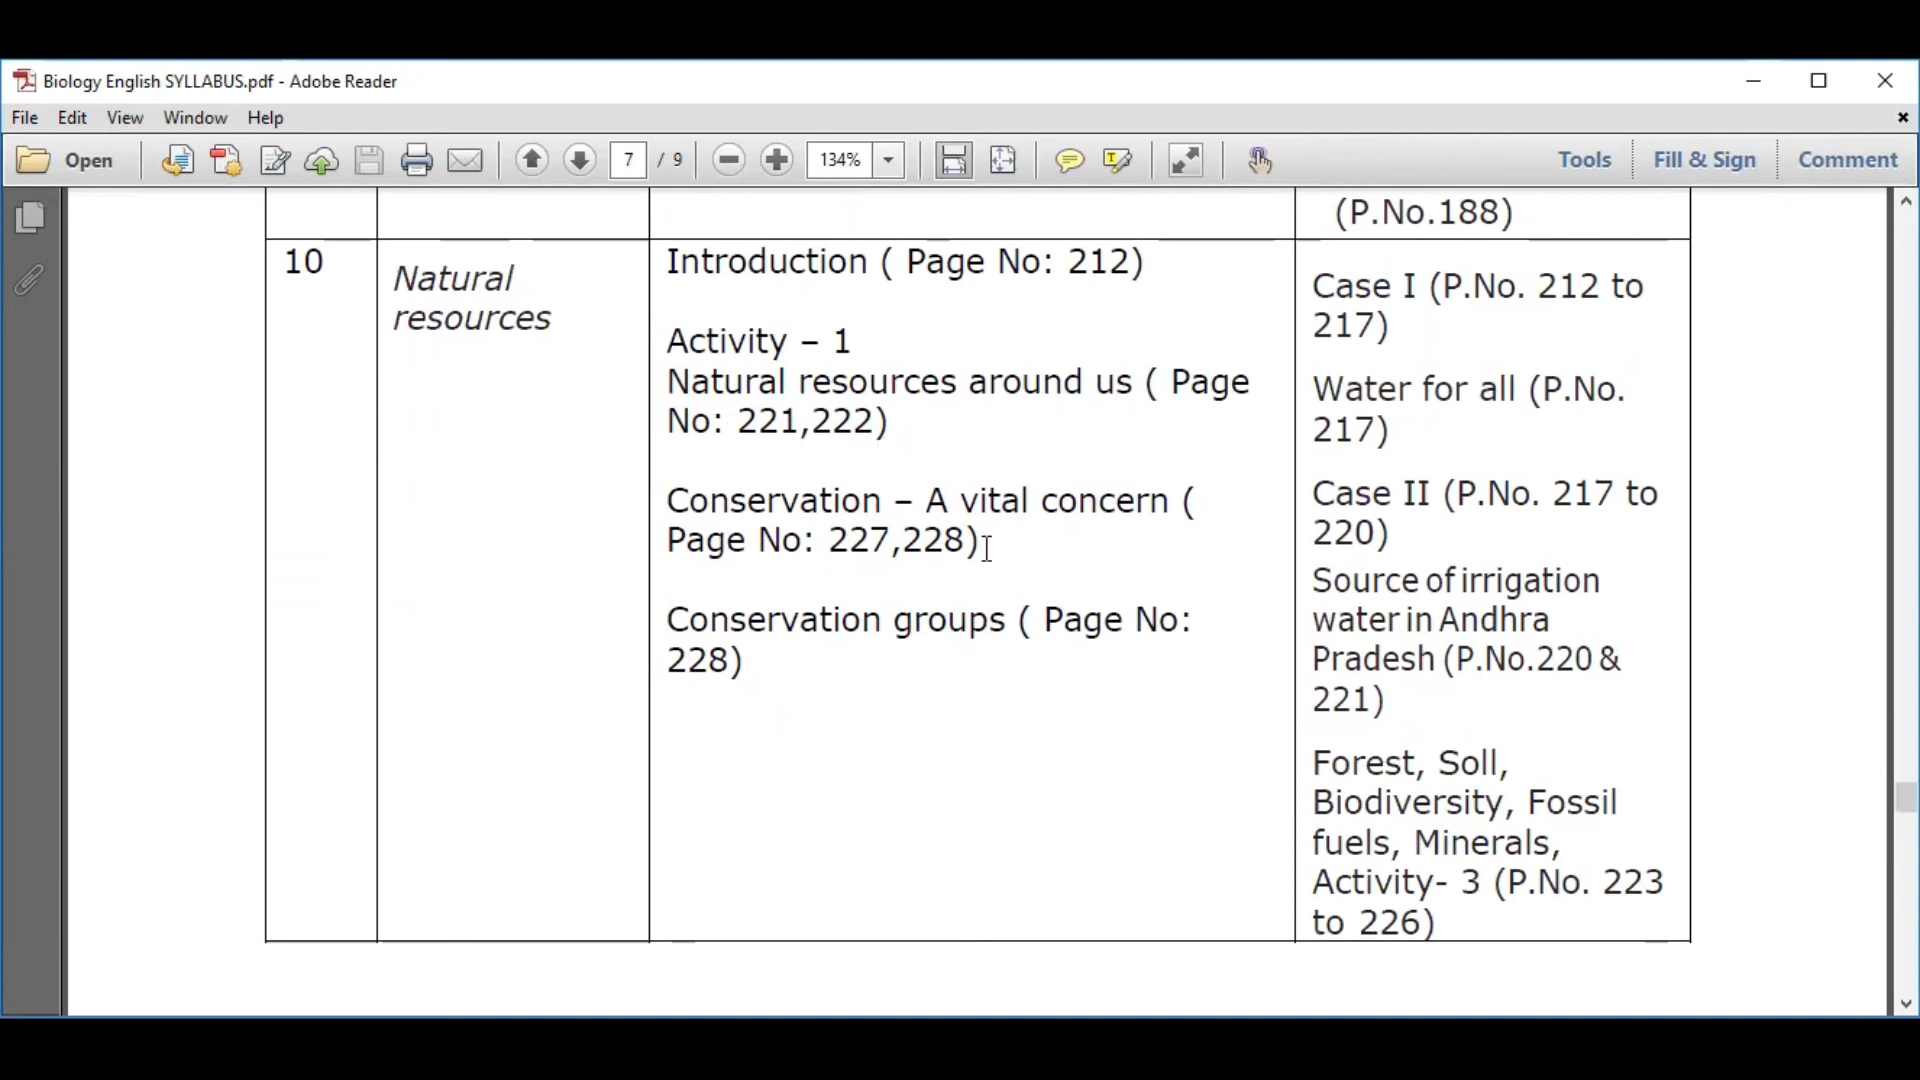 Biology English SYLLABUS.pdf - Adobe Reader
File Edit View Window Help
Open 7 / 9 134% Tools Fill & Sign Comment
(P.No.188)
10
Natural
resources
Introduction ( Page No: 212)
Activity – 1
Natural resources around us ( Page
No: 221,222)
Conservation – A vital concern (
Page No: 227,228)
Conservation groups ( Page No:
228)
Case I (P.No. 212 to
217)
Water for all (P.No.
217)
Case II (P.No. 217 to
220)
Source of irrigation
water in Andhra
Pradesh (P.No.220 &
221)
Forest, Soll,
Biodiversity, Fossil
fuels, Minerals,
Activity- 3 (P.No. 223
to 226)